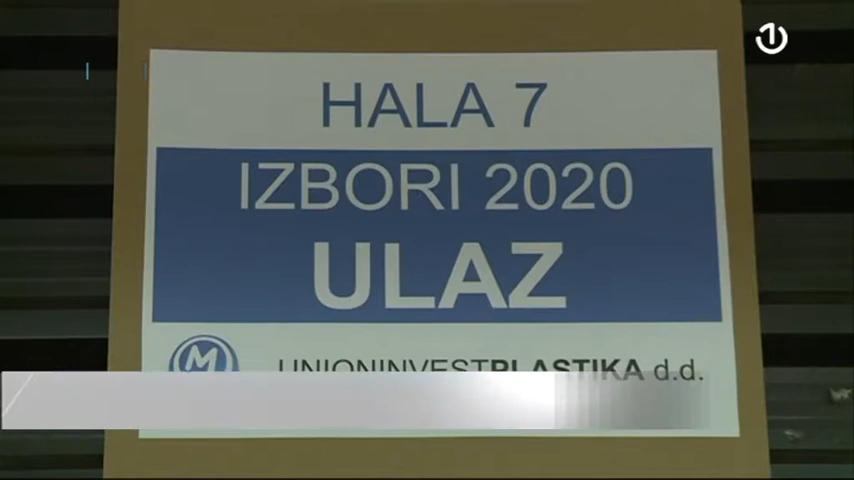 HALA 7
IZBORI 2020
ULAZ
M
UNIONINVESTPLASTIKA d.d.